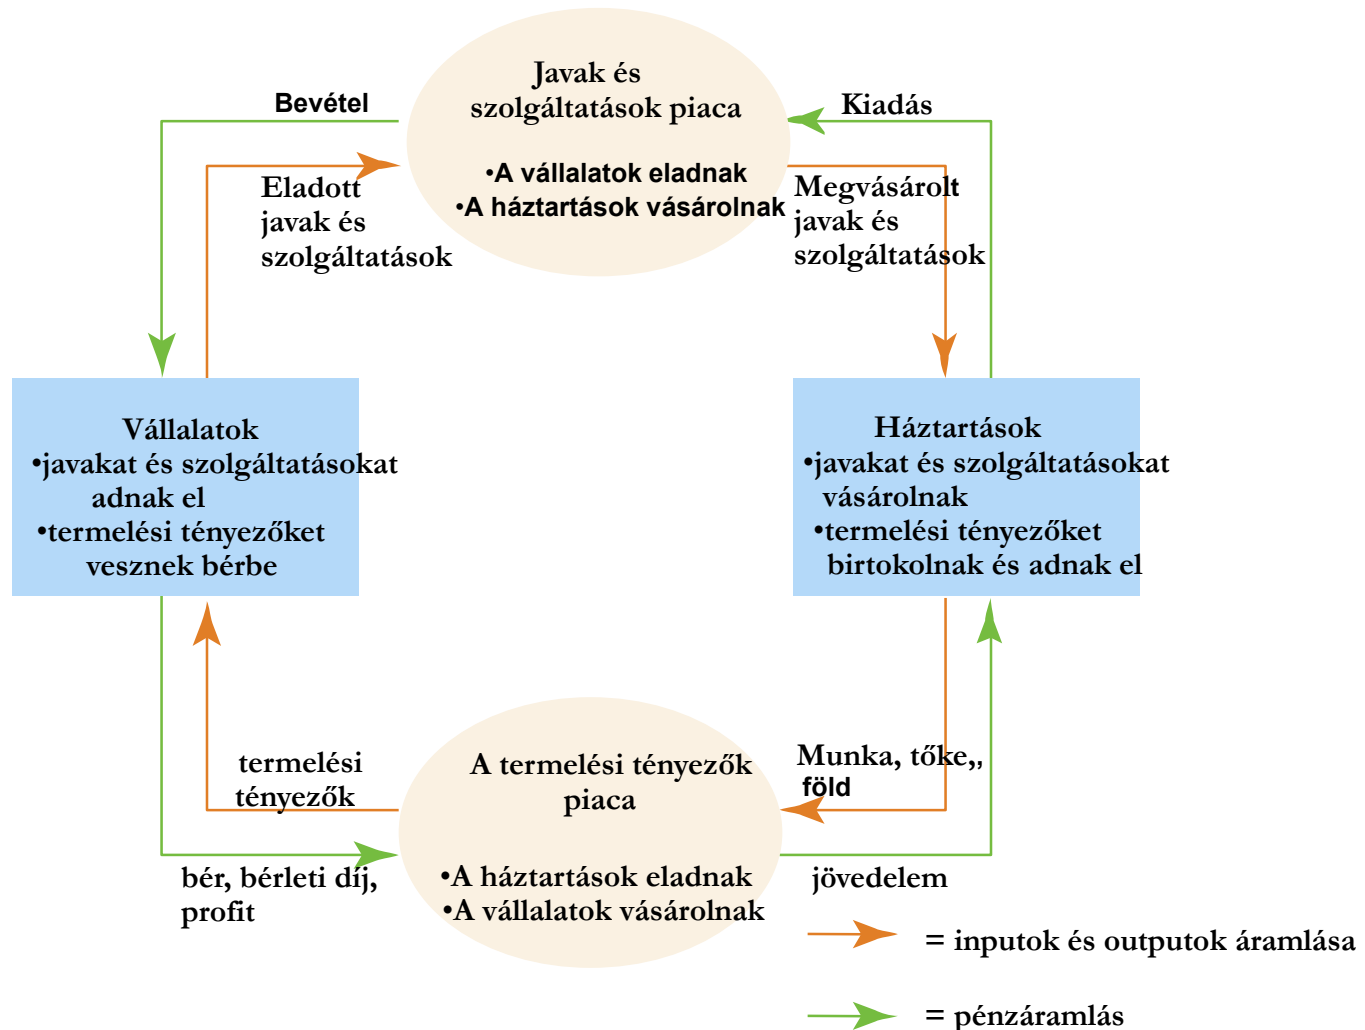 Javak és
szolgáltatások piaca
•A vállalatok eladnak
•A háztartások vásárolnak
Bevétel
Kiadás
Eladott
javak és
szolgáltatások
Megvásárolt
javak és
szolgáltatások
Vállalatok
•javakat és szolgáltatásokat
adnak el
•termelési tényezőket
vesznek bérbe
Háztartások
•javakat és szolgáltatásokat
vásárolnak
•termelési tényezőket
birtokolnak és adnak el
termelési
tényezők
A termelési tényezők
piaca
•A háztartások eladnak
•A vállalatok vásárolnak
Munka, tőke,,
föld
bér, bérleti díj,
profit
jövedelem
= inputok és outputok áramlása
= pénzáramlás